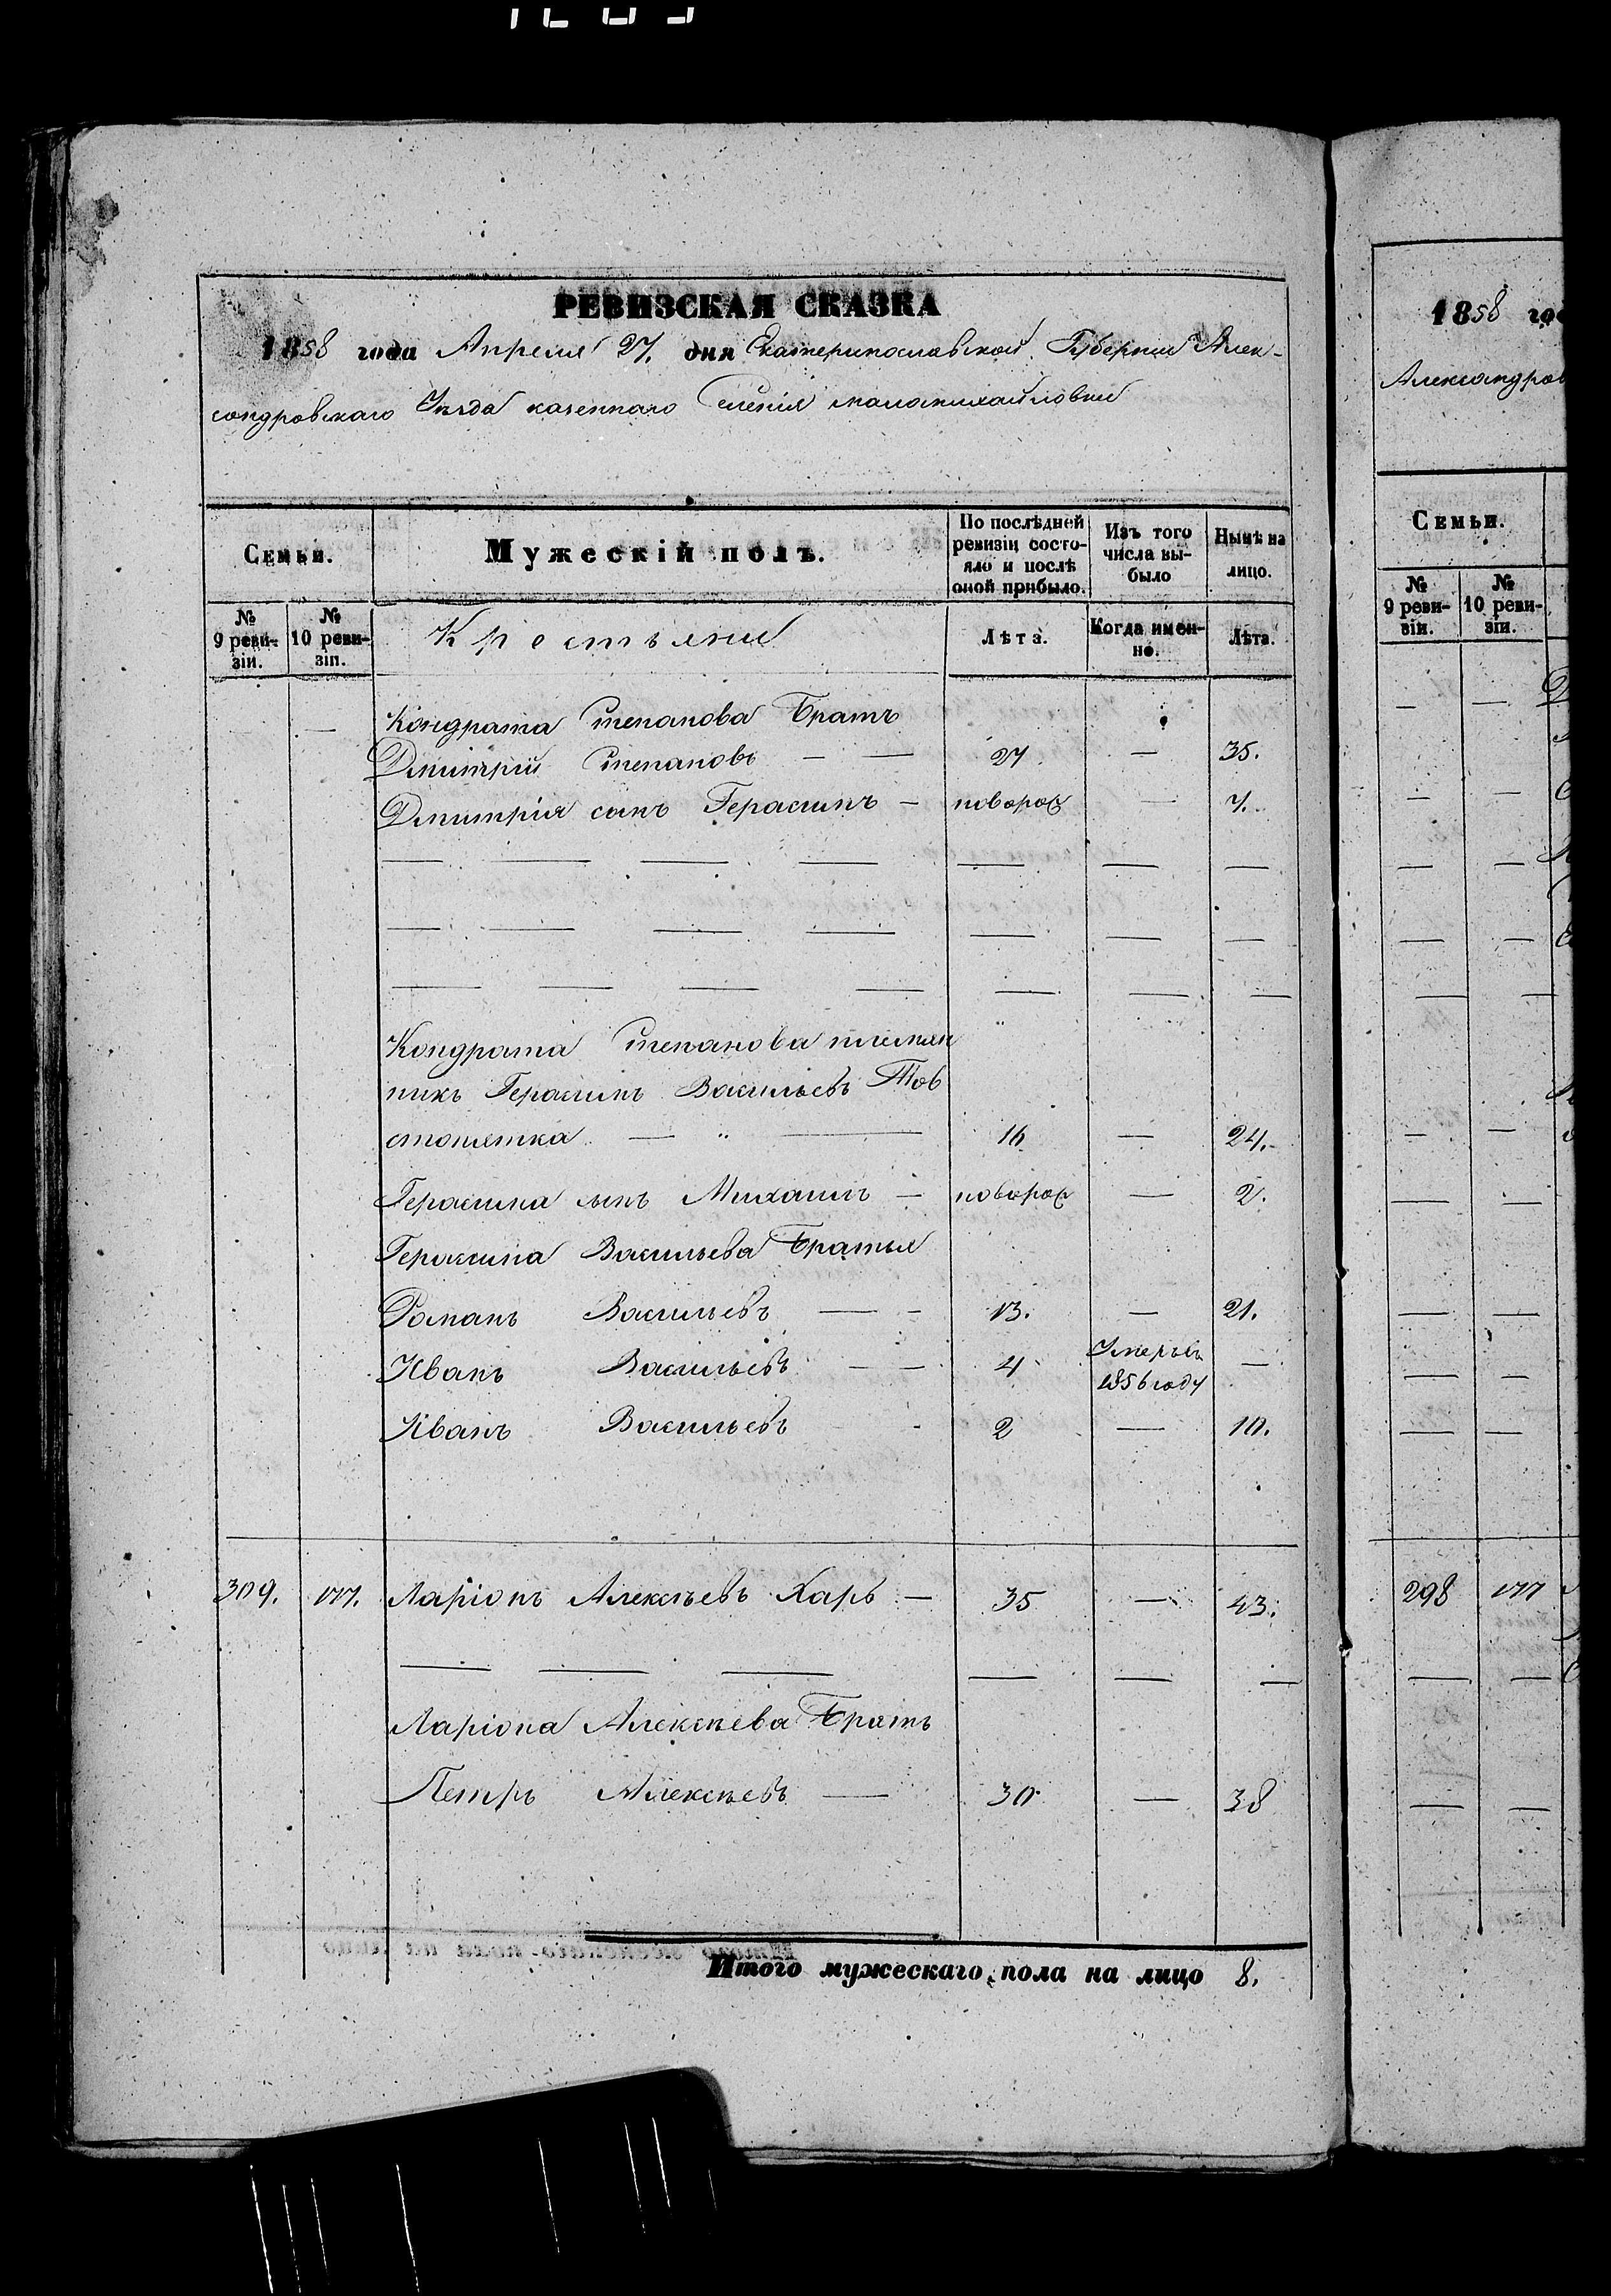 РЕВИЗСКАЯ СКАЗКА
1858 года Апреля 27. дня Екатеринославской Губернии Алек-
сондровскаго Уѣзда казеннаго Селенія маломихайловки
Семьи.
Мужескій полъ.
По послѣдней ревизіи состо-яло и послѣ оной прибыло.
Изъ того числа вы-было
Нынѣ на лицо.
№ 9 реви-зіи.
№ 10 реви-зіи.
Крестьяне
Лѣта.
Когда имен-но.
Лѣта.
— Кондрата Степанова Братъ
Дмитрій Степановъ — — 27 — 35.
Дмитрія сынъ Герасимъ — новорож — 7.
— — — — — — —
— — — — — — —
— — — — — — —
Кондрата Степанова племян
никъ Герасимъ Васильевъ Тов
столятка — " — 16 — 24.
Герасима сынъ Михаилъ — новорож — 2.
Герасима Васильева Братья
Романъ Васильевъ — - 13. — 21.
Иванъ Васильевъ — — 4 Умеръ въ 1856 году —
Иванъ Васильевъ - 2 — 10.
309. 177. Ларіонъ Алексѣевъ Харь — 35 — 43.
— — — — — —
Ларіона Алексѣева Братъ
Петръ Алексѣевъ — 30 — 38
Итого мужескаго пола на лицо 8.
1858 год
Александров
Семьи.
№ 9 реви-зіи.
№ 10 реви-зіи.
298 177